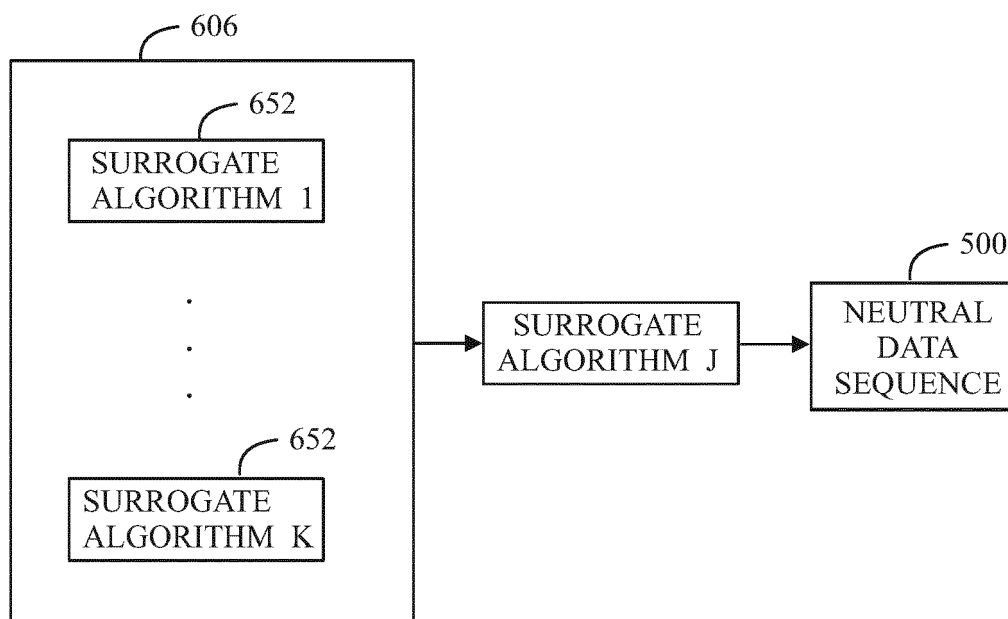 606
652
SURROGATE
ALGORITHM 1
500
SURROGATE
ALGORITHM J
NEUTRAL
DATA
SEQUENCE
652
SURROGATE
ALGORITHM K